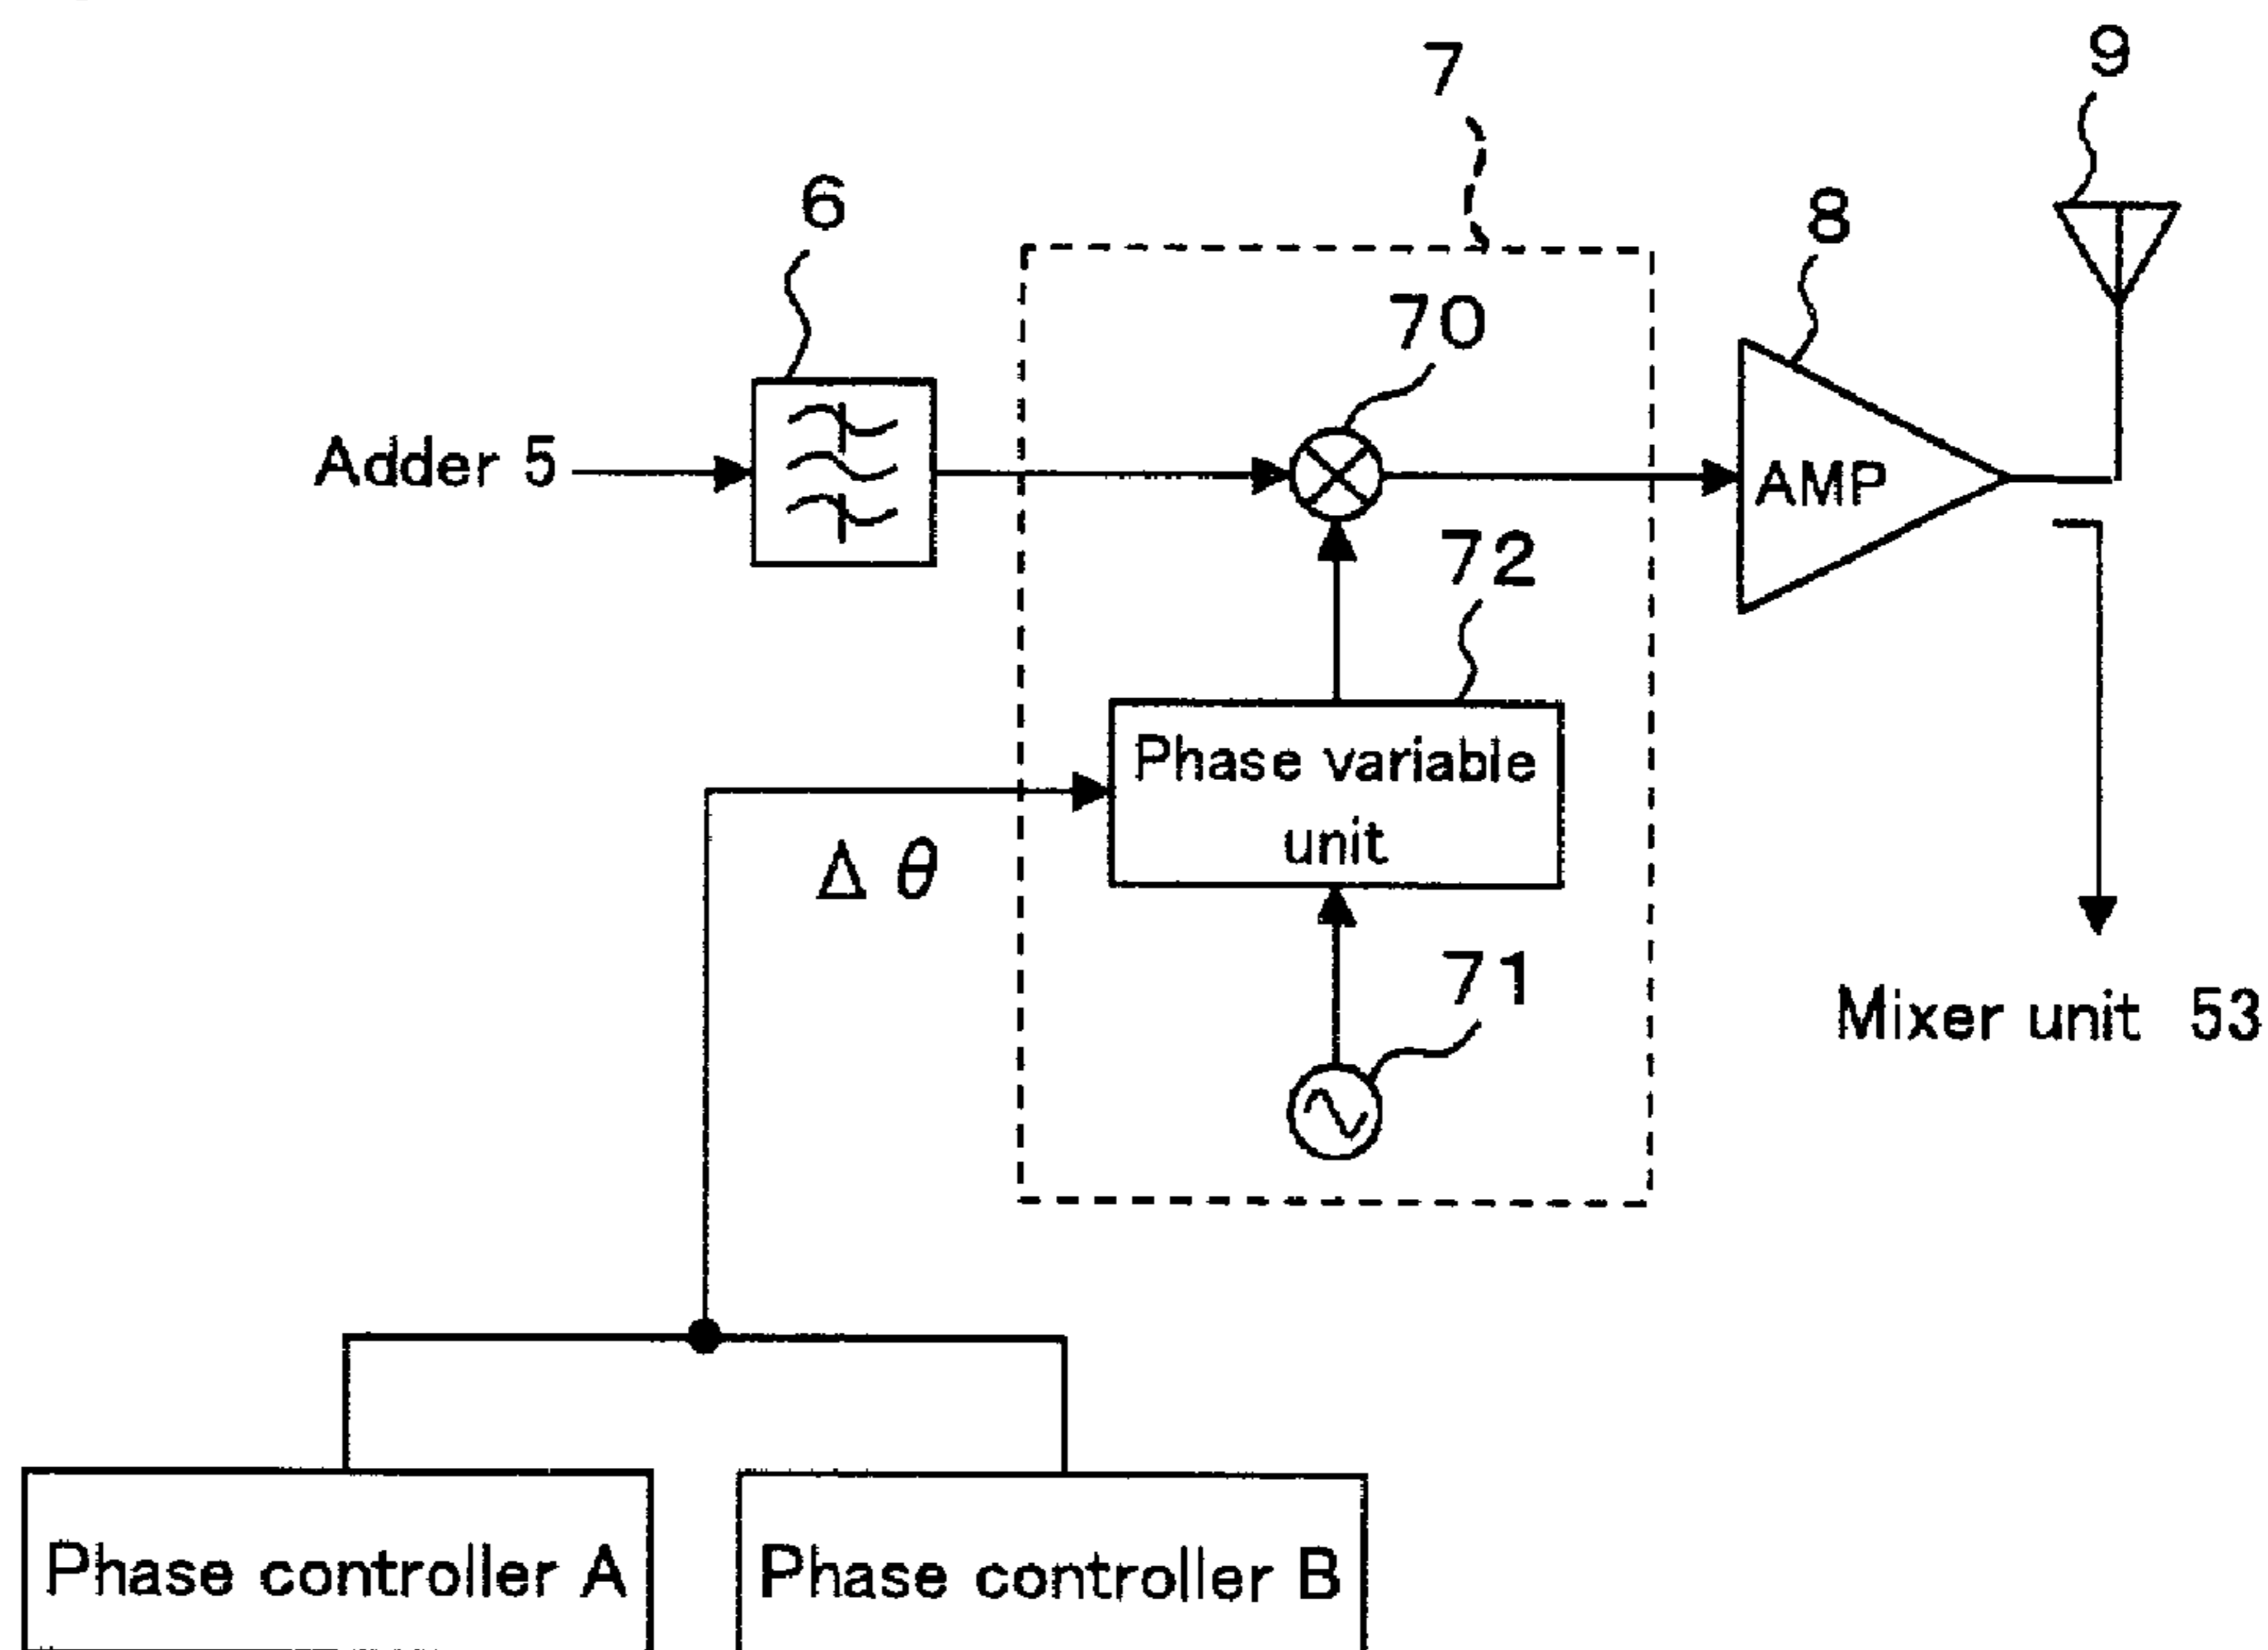 7
9
6
8
70
Adder 5
AMP
72
Phase variable
unit
Δ θ
71
Mixer unit 53
Phase controller A
Phase controller B